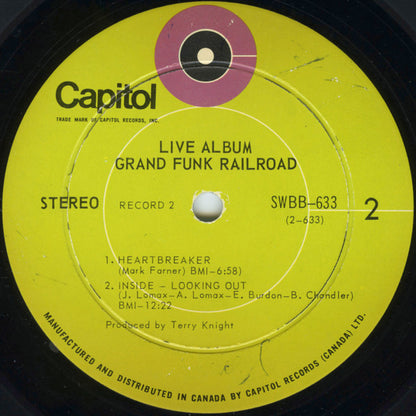 Capitol
TRADE MARK OF CAPITOL RECORDS, INC.
LIVE ALBUM
GRAND FUNK RAILROAD
STEREO RECORD 2 SWBB-633 2
(2-633)
1. HEARTBREAKER
(Mark Farner) BMI-6:58)
2. INSIDE - LOOKING OUT
(J. Lomax-A. Lomax-E. Burdon-B. Chandler)
BMI-12:22
Produced by Terry Knight
MANUFACTURED AND DISTRIBUTED IN CANADA BY CAPITOL RECORDS (CANADA) LTD.